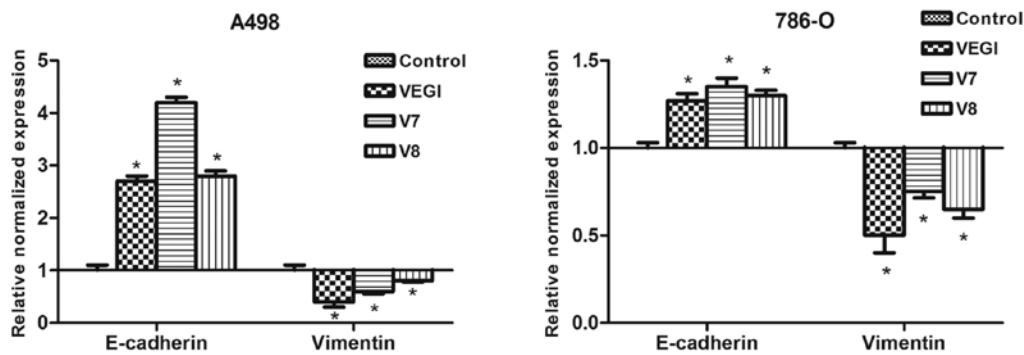 A498
Relative normalized expression
5
4
3
2
1
0
Control
VEGI
V7
V8
*
*
*
*
*
*
E-cadherin
Vimentin
786-O
Relative normalized expression
1.5
1.0
0.5
0.0
Control
VEGI
V7
V8
*
*
*
*
*
*
E-cadherin
Vimentin